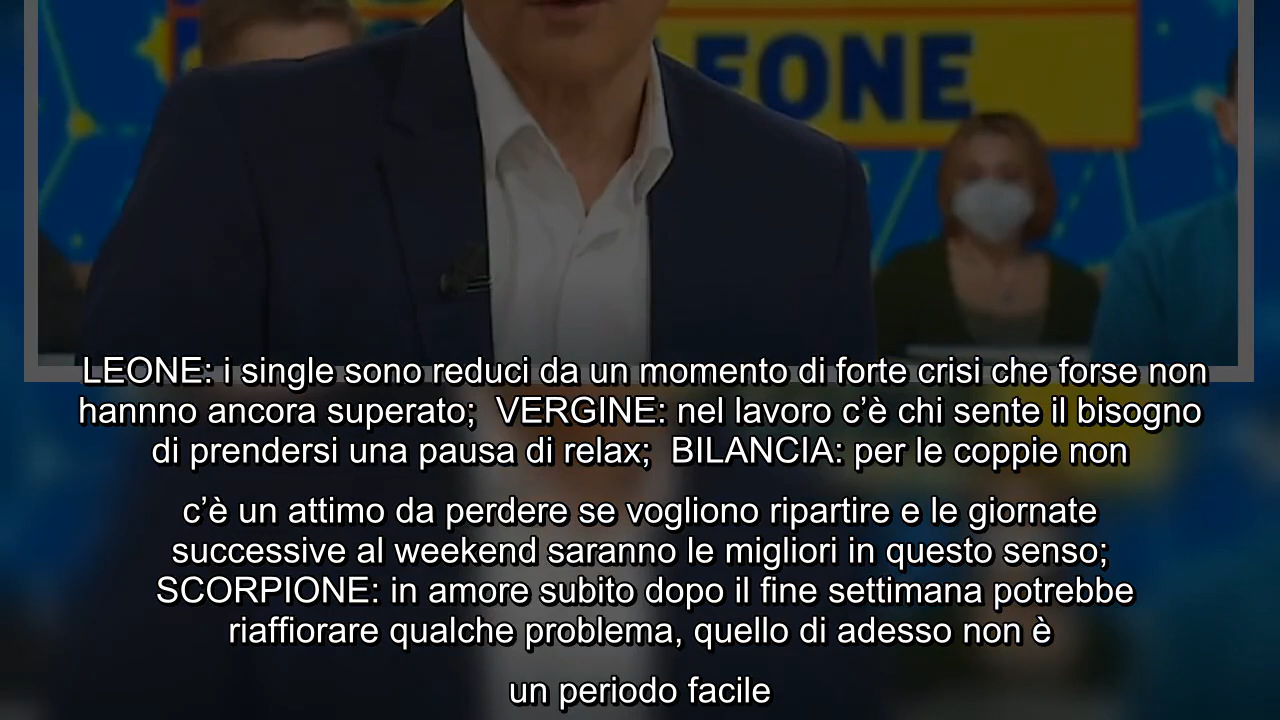 LEONE
LEONE: i single sono reduci da un momento di forte crisi che forse non
hannno ancora superato;  VERGINE: nel lavoro c’è chi sente il bisogno
di prendersi una pausa di relax;  BILANCIA: per le coppie non
c’è un attimo da perdere se vogliono ripartire e le giornate
successive al weekend saranno le migliori in questo senso;
SCORPIONE: in amore subito dopo il fine settimana potrebbe
riaffiorare qualche problema, quello di adesso non è
un periodo facile